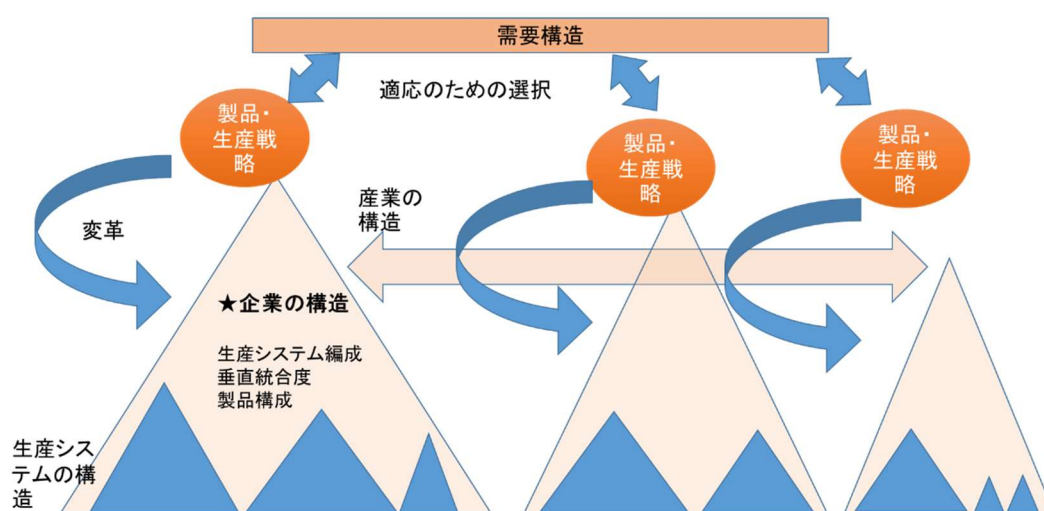 需要構造
適応のための選択
製品・
生産戦
略
製品・
生産戦
略
製品・
生産戦
略
産業の
構造
変革
★企業の構造
生産システム編成
垂直統合度
製品構成
生産シス
テムの構
造